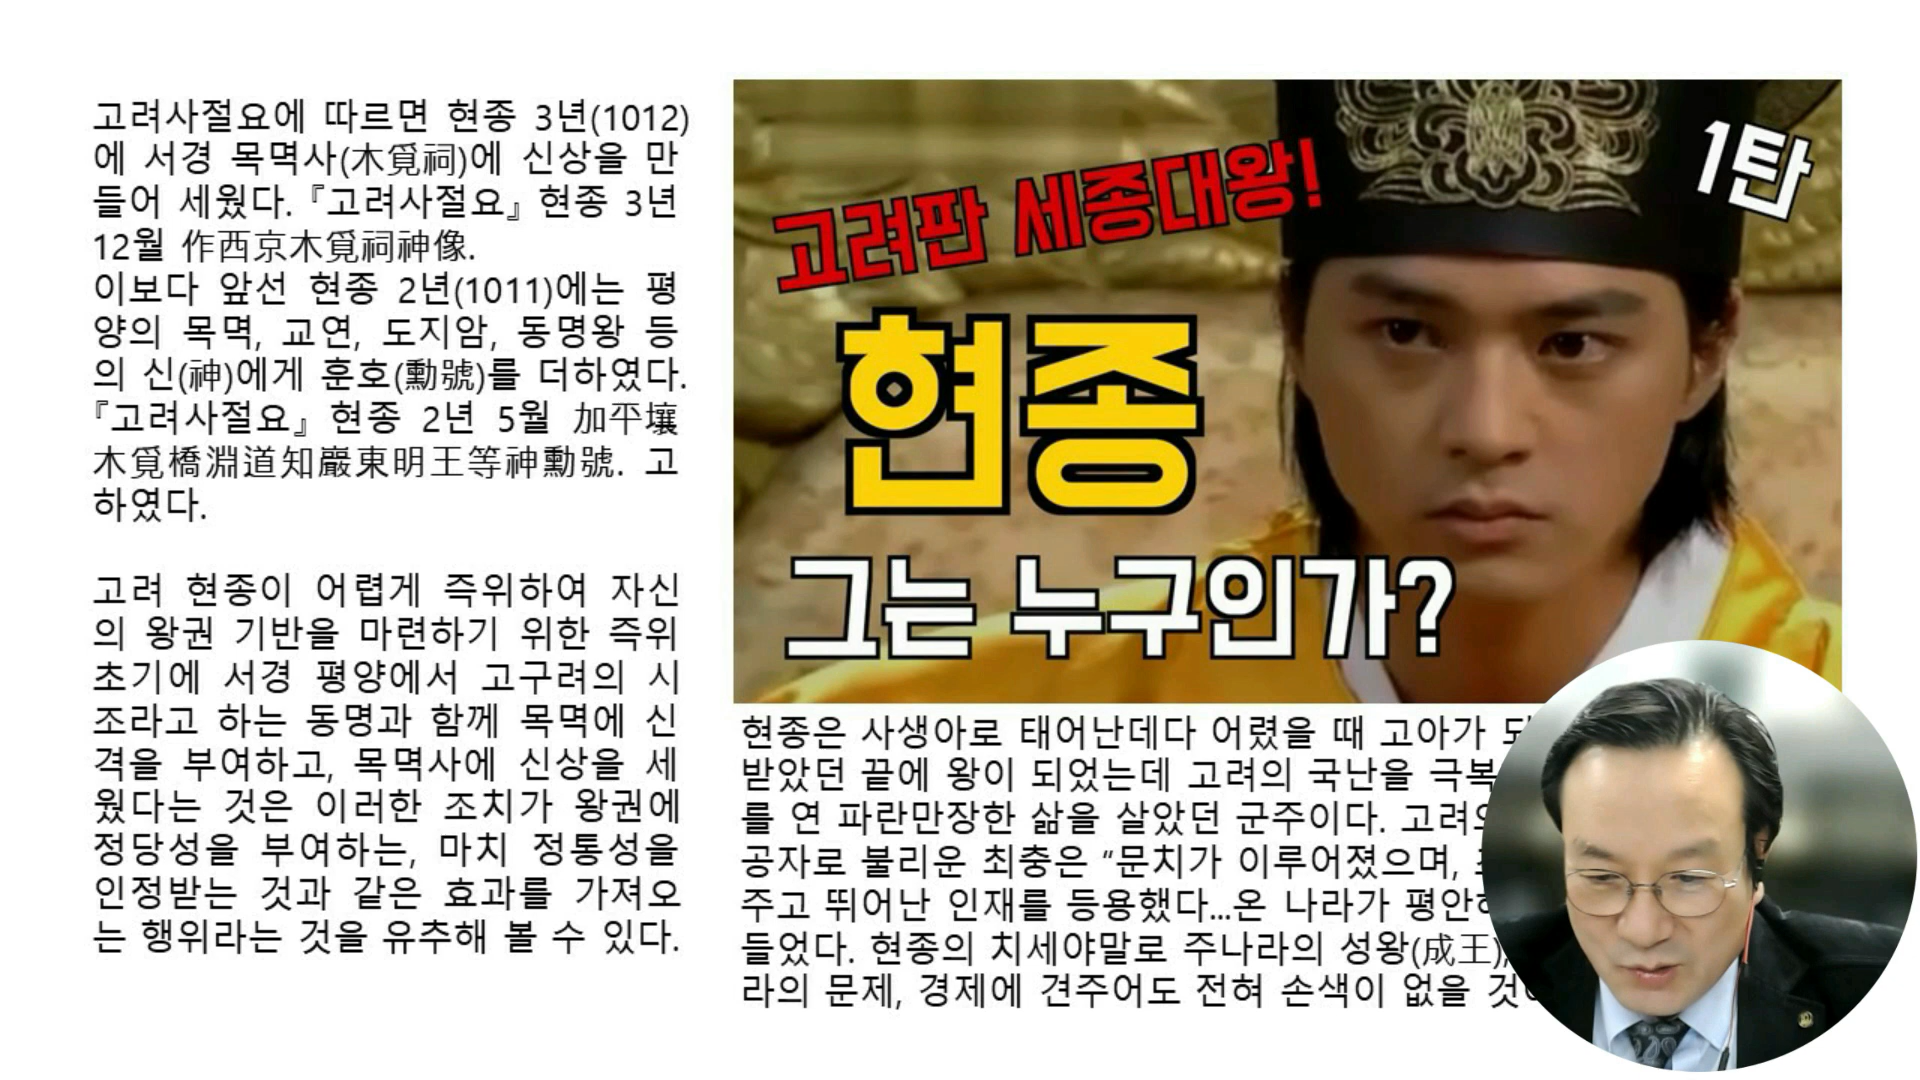 고려사절요에 따르면 현종 3년(1012)
에 서경 목멱사(木覓祠)에 신상을 만
들어 세웠다.『고려사절요』현종 3년
12월 作西京木覓祠神像.
이보다 앞선 현종 2년(1011)에는 평
양의 목멱, 교연, 도지암, 동명왕 등
의 신(神)에게 훈호(勳號)를 더하였다.
『고려사절요』 현종 2년 5월 加平壤
木覓橋淵道知巖東明王等神勳號. 고
하였다.
고려 현종이 어렵게 즉위하여 자신
의 왕권 기반을 마련하기 위한 즉위
초기에 서경 평양에서 고구려의 시
조라고 하는 동명과 함께 목멱에 신
격을 부여하고, 목멱사에 신상을 세
웠다는 것은 이러한 조치가 왕권에
정당성을 부여하는, 마치 정통성을
인정받는 것과 같은 효과를 가져오
는 행위라는 것을 유추해 볼 수 있다.
1탄
고려판 세종대왕!
현종
그는 누구인가?
현종은 사생아로 태어난데다 어렸을 때 고아가
받았던 끝에 왕이 되었는데 고려의 국난을 극복
를 연 파란만장한 삶을 살았던 군주이다.
공자로 불리운 최충은 “문치가 이루어졌으며,
주고 뛰어난 인재를 등용했다...온 나라가
들었다. 현종의 치세야말로 주나라의 성왕(成王),
라의 문제, 경제에 견주어도 전혀 손색이 없을